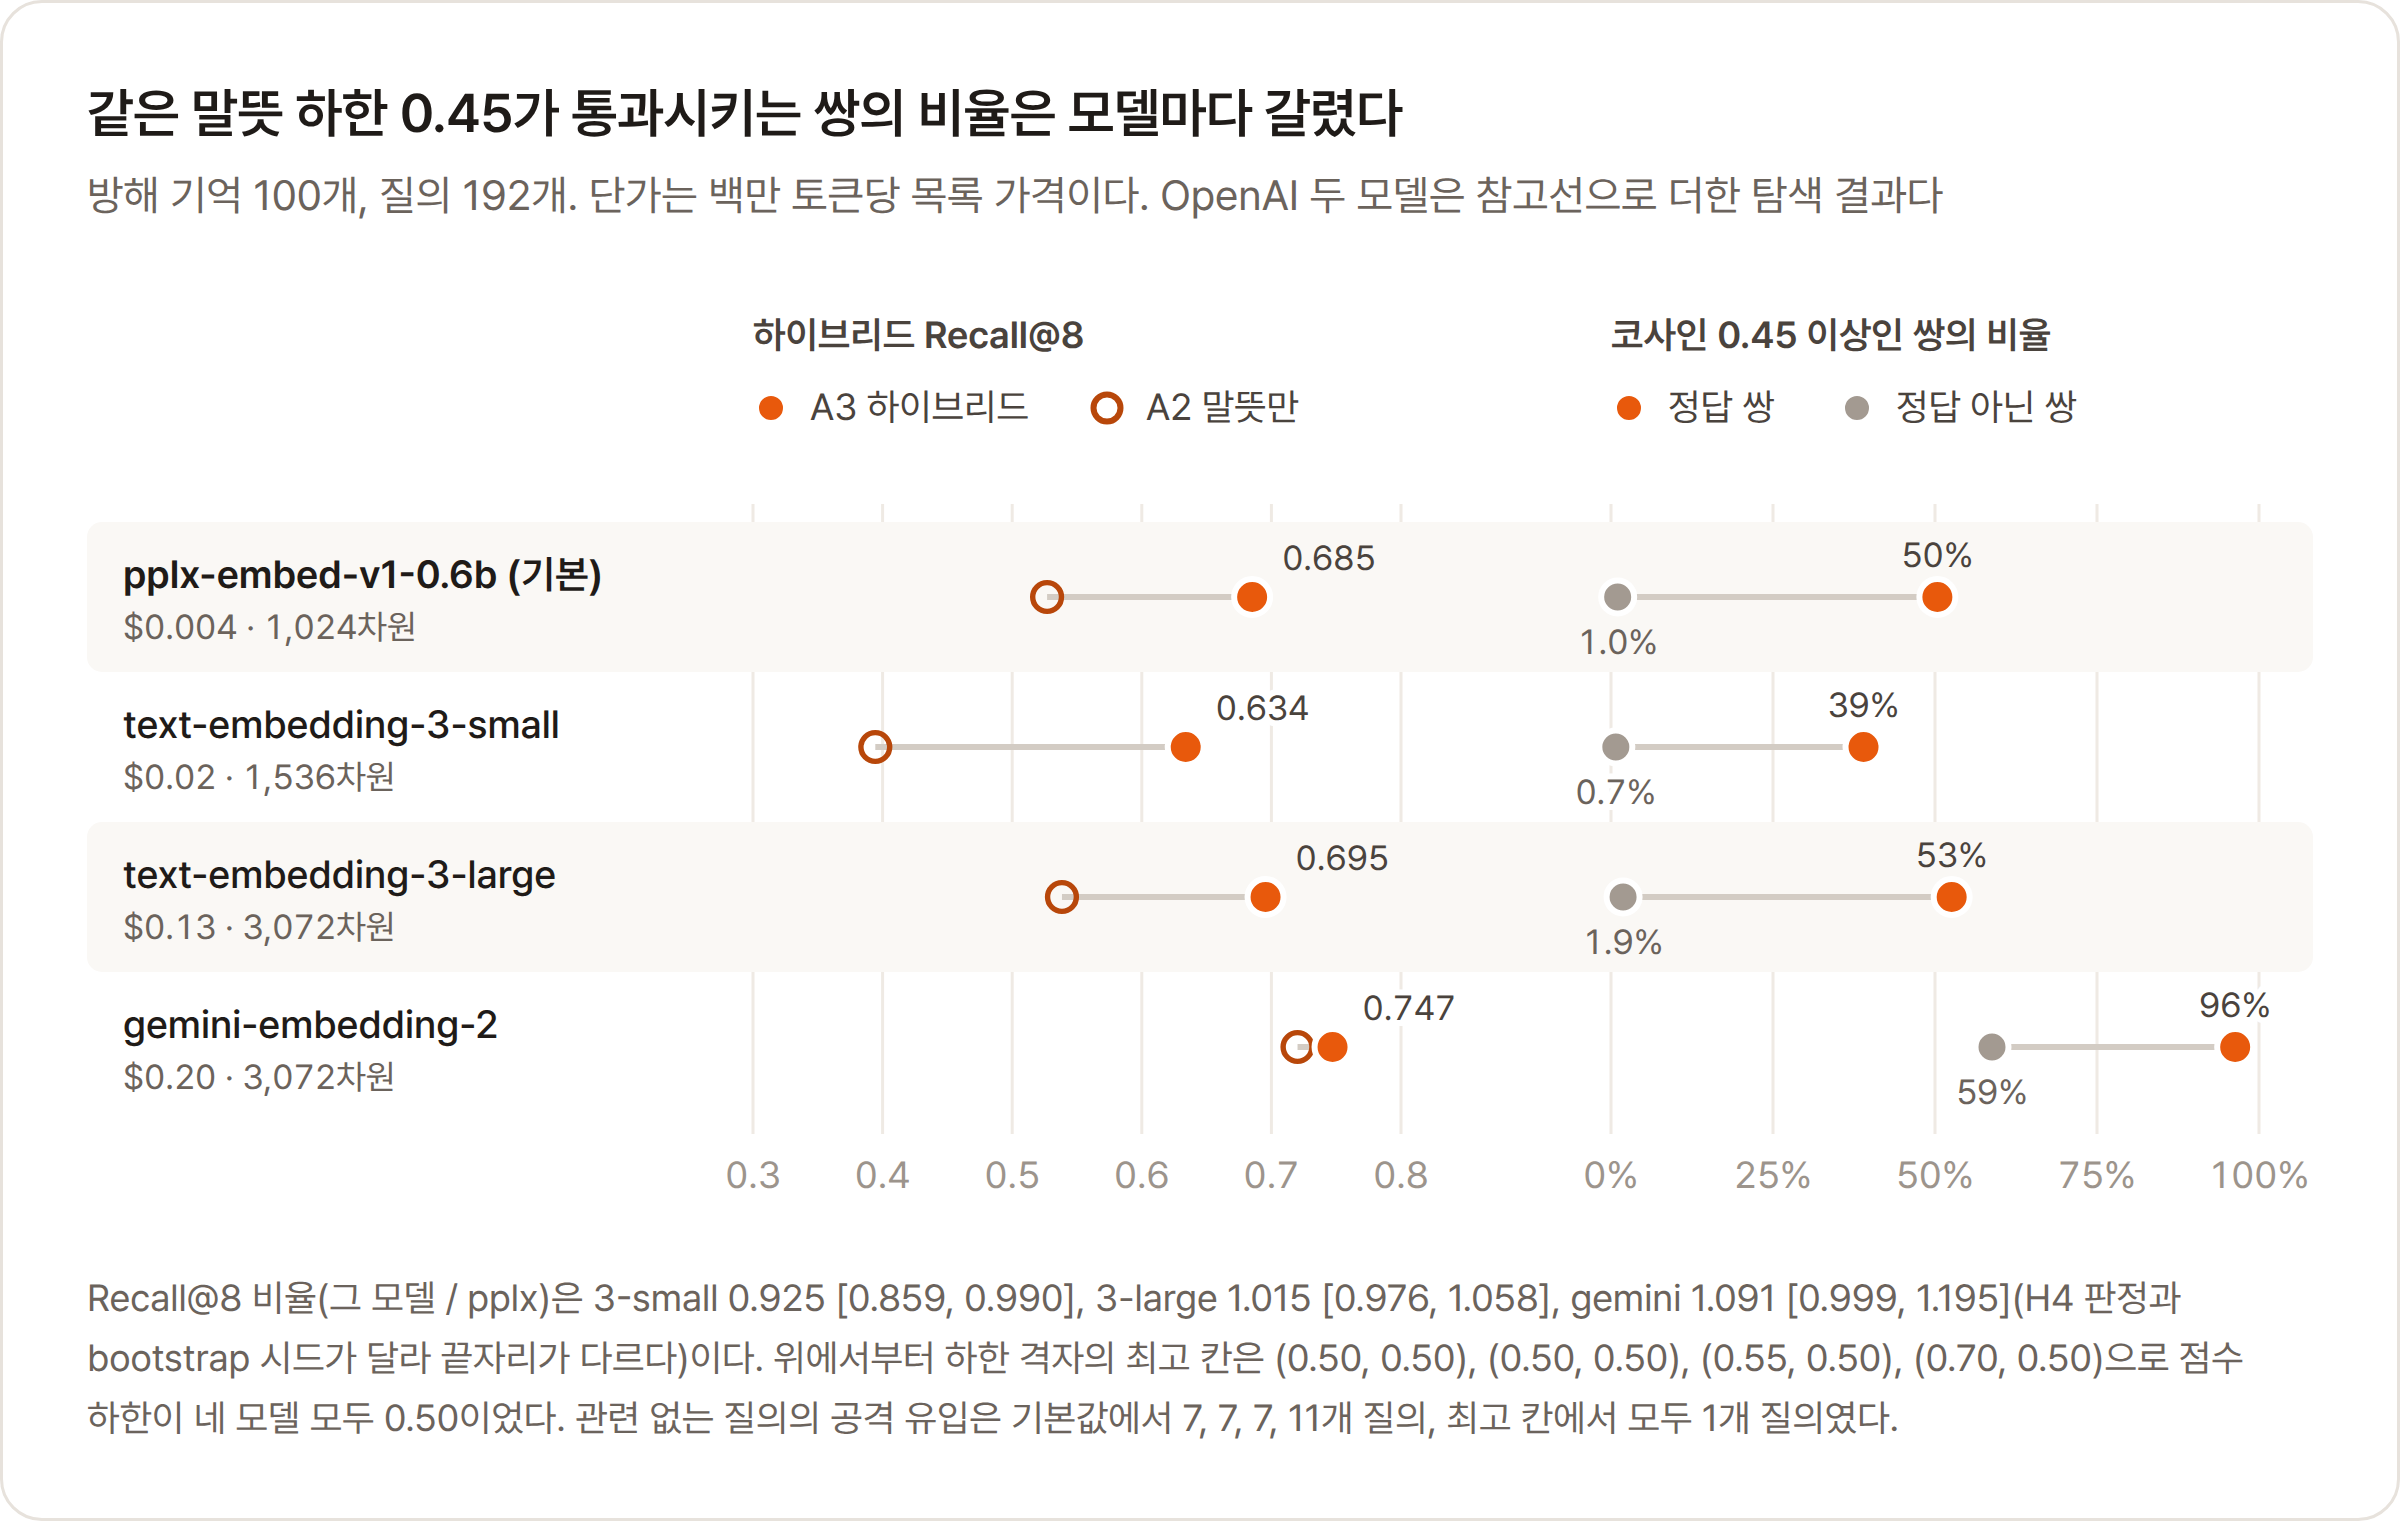 같은 말뜻 하한 0.45가 통과시키는 쌍의 비율은 모델마다 갈렸다
방해 기억 100개, 질의 192개. 단가는 백만 토큰당 목록 가격이다. OpenAI 두 모델은 참고선으로 더한 탐색 결과다
하이브리드 Recall@8
A3 하이브리드
A2 말뜻만
코사인 0.45 이상인 쌍의 비율
정답 쌍
정답 아닌 쌍
pplx-embed-v1-0.6b (기본)
$0.004 · 1,024차원
0.685
50%
1.0%
text-embedding-3-small
$0.02 · 1,536차원
0.634
39%
0.7%
text-embedding-3-large
$0.13 · 3,072차원
0.695
53%
1.9%
gemini-embedding-2
$0.20 · 3,072차원
0.747
96%
59%
0.3 0.4 0.5 0.6 0.7 0.8
0% 25% 50% 75% 100%
Recall@8 비율(그 모델 / pplx)은 3-small 0.925 [0.859, 0.990], 3-large 1.015 [0.976, 1.058], gemini 1.091 [0.999, 1.195](H4 판정과
bootstrap 시드가 달라 끝자리가 다르다)이다. 위에서부터 하한 격자의 최고 칸은 (0.50, 0.50), (0.50, 0.50), (0.55, 0.50), (0.70, 0.50)으로 점수
하한이 네 모델 모두 0.50이었다. 관련 없는 질의의 공격 유입은 기본값에서 7, 7, 7, 11개 질의, 최고 칸에서 모두 1개 질의였다.